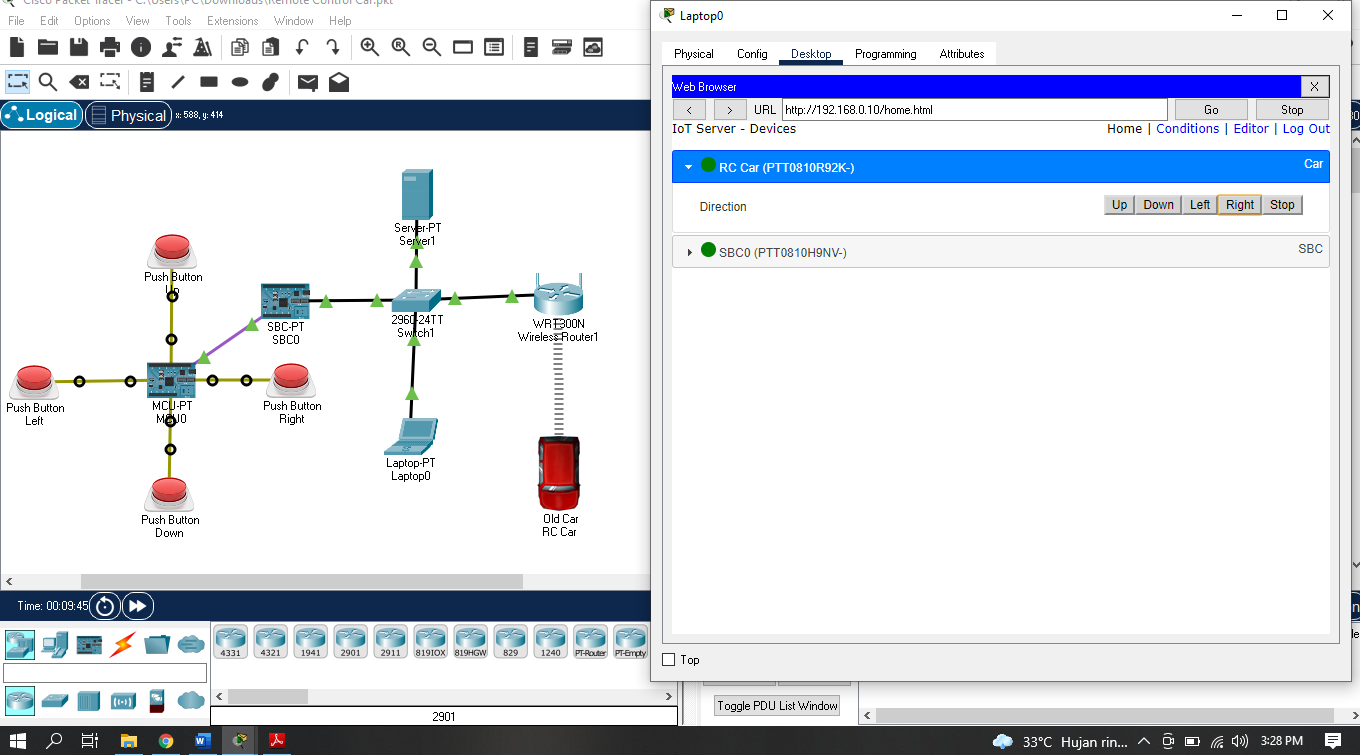 Cisco Packet Tracer - C:\Users\PC\Downloads\Remote Control Car.pkt
File Edit Options View Tools Extensions Window Help
Logical
Physical
x: 588, y: 414
Server-PT
Server1
Push Button
Up
SBC-PT
SBC0
2960-24TT
Switch1
WRT300N
Wireless Router1
Push Button
Left
MCU-PT
MCU0
Push Button
Right
Laptop-PT
Laptop0
Push Button
Down
Old Car
RC Car
Time: 00:09:45
4331 4321 1941 2901 2911 819IOX 819HGW 829 1240 PT-Router PT-Empty
2901
Toggle PDU List Window
Laptop0
Physical Config Desktop Programming Attributes
Web Browser
X
< > URL http://192.168.0.10/home.html Go Stop
IoT Server - Devices
Home | Conditions | Editor | Log Out
RC Car (PTT0810R92K-)
Car
Direction
Up Down Left Right Stop
SBC0 (PTT0810H9NV-)
SBC
Top
33°C Hujan rin...
3:28 PM